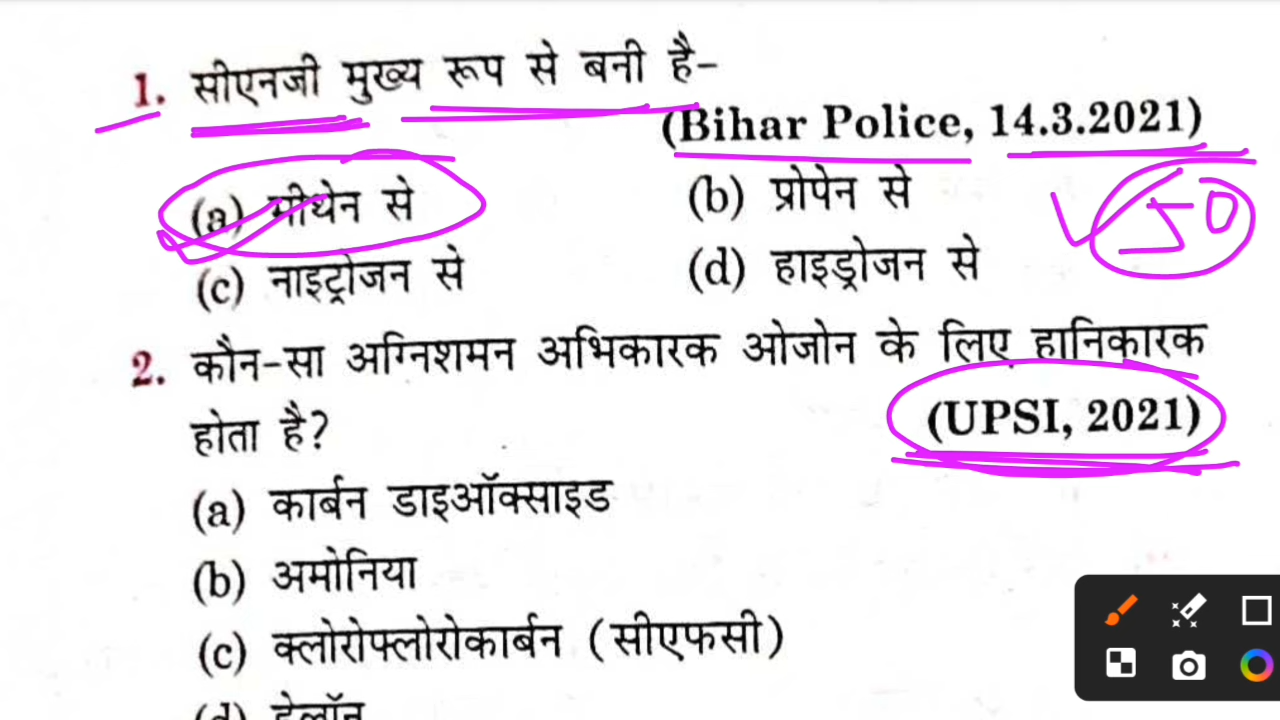 1. सीएनजी मुख्य रूप से बनी है-
(Bihar Police, 14.3.2021)
(a) मीथेन से (b) प्रोपेन से
50
(c) नाइट्रोजन से (d) हाइड्रोजन से
2. कौन-सा अग्निशमन अभिकारक ओजोन के लिए हानिकारक
होता है? (UPSI, 2021)
(a) कार्बन डाइऑक्साइड
(b) अमोनिया
(c) क्लोरोफ्लोरोकार्बन (सीएफसी)
(d) हेलॉन